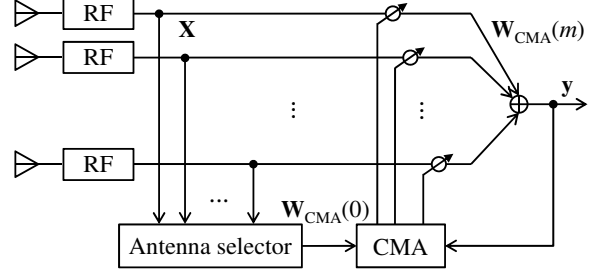 RF
X
W_CMA(m)
RF
y
⋮ ⋮
RF
...
W_CMA(0)
Antenna selector
CMA